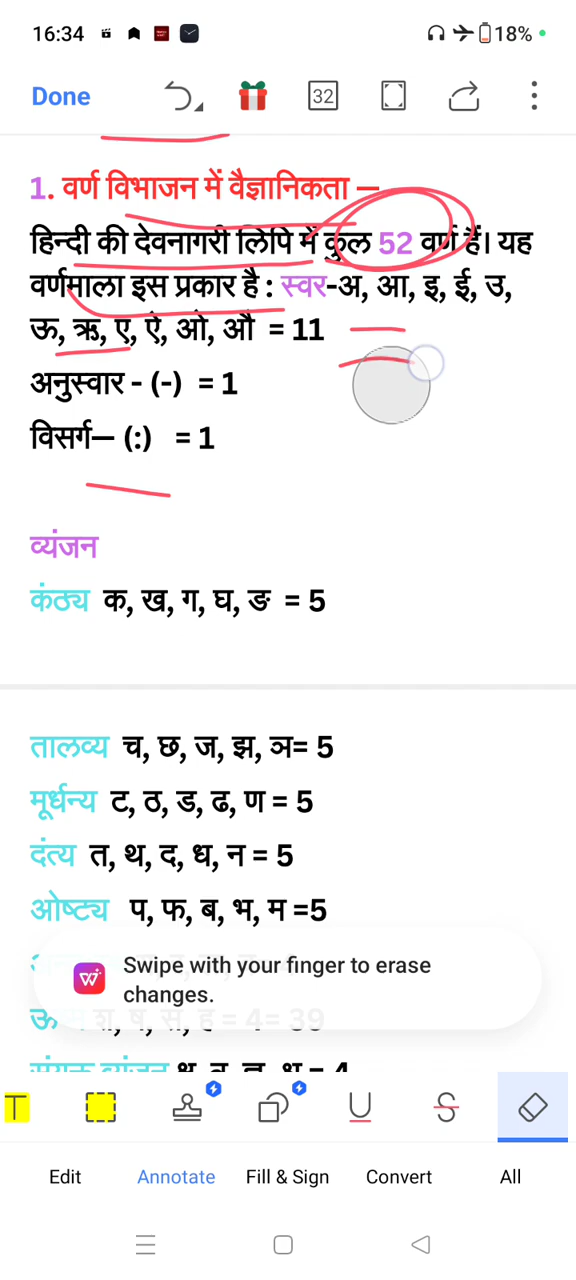 16:34 18%
Done 32
1. वर्ण विभाजन में वैज्ञानिकता —
हिन्दी की देवनागरी लिपि में कुल 52 वर्ण हैं। यह
वर्णमाला इस प्रकार है : स्वर-अ, आ, इ, ई, उ,
ऊ, ऋ, ए, ऐ, ओ, औ = 11
अनुस्वार - (-) = 1
विसर्ग— (:) = 1
व्यंजन
कंठ्य क, ख, ग, घ, ङ = 5
तालव्य च, छ, ज, झ, ञ= 5
मूर्धन्य ट, ठ, ड, ढ, ण = 5
दंत्य त, थ, द, ध, न = 5
ओष्ट्य प, फ, ब, भ, म =5
Swipe with your finger to erase
changes.
श, ष, स, ह = 4= 39
T U S
Edit Annotate Fill & Sign Convert All